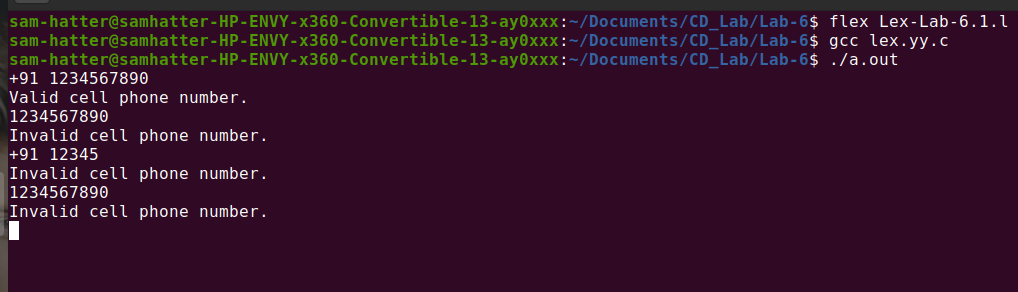 sam-hatter@samhatter-HP-ENVY-x360-Convertible-13-ay0xxx:~/Documents/CD_Lab/Lab-6$ flex Lex-Lab-6.1.l
sam-hatter@samhatter-HP-ENVY-x360-Convertible-13-ay0xxx:~/Documents/CD_Lab/Lab-6$ gcc lex.yy.c
sam-hatter@samhatter-HP-ENVY-x360-Convertible-13-ay0xxx:~/Documents/CD_Lab/Lab-6$ ./a.out
+91 1234567890
Valid cell phone number.
1234567890
Invalid cell phone number.
+91 12345
Invalid cell phone number.
1234567890
Invalid cell phone number.